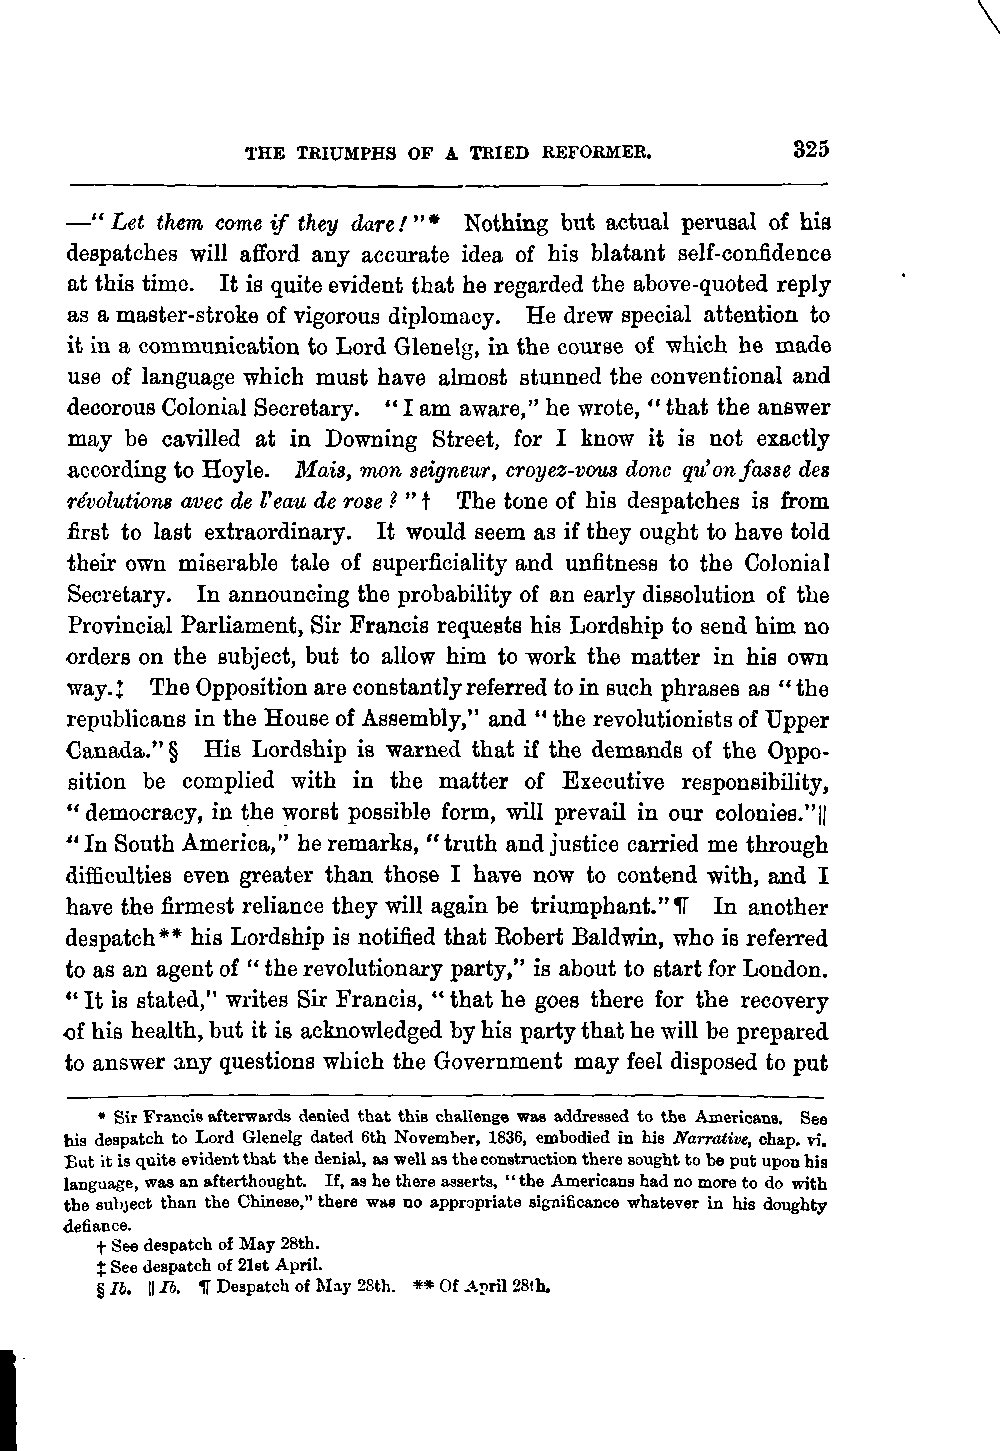 THE TRIUMPHS OF A TRIED REFORMER. 325
—"Let them come if they dare!"* Nothing but actual perusal of his
despatches will afford any accurate idea of his blatant self-confidence
at this time. It is quite evident that he regarded the above-quoted reply
as a master-stroke of vigorous diplomacy. He drew special attention to
it in a communication to Lord Glenelg, in the course of which he made
use of language which must have almost stunned the conventional and
decorous Colonial Secretary. "I am aware," he wrote, "that the answer
may be cavilled at in Downing Street, for I know it is not exactly
according to Hoyle. Mais, mon seigneur, croyez-vous donc qu'on fasse des
révolutions avec de l'eau de rose?"† The tone of his despatches is from
first to last extraordinary. It would seem as if they ought to have told
their own miserable tale of superficiality and unfitness to the Colonial
Secretary. In announcing the probability of an early dissolution of the
Provincial Parliament, Sir Francis requests his Lordship to send him no
orders on the subject, but to allow him to work the matter in his own
way.‡ The Opposition are constantly referred to in such phrases as "the
republicans in the House of Assembly," and "the revolutionists of Upper
Canada."§ His Lordship is warned that if the demands of the Oppo-
sition be complied with in the matter of Executive responsibility,
"democracy, in the worst possible form, will prevail in our colonies."||
"In South America," he remarks, "truth and justice carried me through
difficulties even greater than those I have now to contend with, and I
have the firmest reliance they will again be triumphant."¶ In another
despatch** his Lordship is notified that Robert Baldwin, who is referred
to as an agent of "the revolutionary party," is about to start for London.
"It is stated," writes Sir Francis, "that he goes there for the recovery
of his health, but it is acknowledged by his party that he will be prepared
to answer any questions which the Government may feel disposed to put
* Sir Francis afterwards denied that this challenge was addressed to the Americans. See
his despatch to Lord Glenelg dated 6th November, 1836, embodied in his Narrative, chap. vi.
But it is quite evident that the denial, as well as the construction there sought to be put upon his
language, was an afterthought. If, as he there asserts, "the Americans had no more to do with
the subject than the Chinese," there was no appropriate significance whatever in his doughty
defiance.
† See despatch of May 28th.
‡ See despatch of 21st April.
§ Ib. || Ib. ¶ Despatch of May 28th. ** Of April 28th.